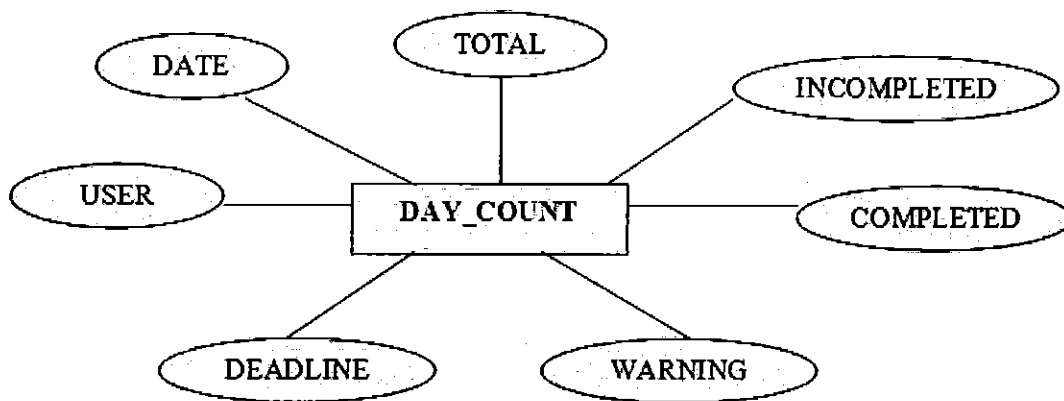 TOTAL
DATE
INCOMPLETED
USER
DAY_COUNT
COMPLETED
DEADLINE
WARNING